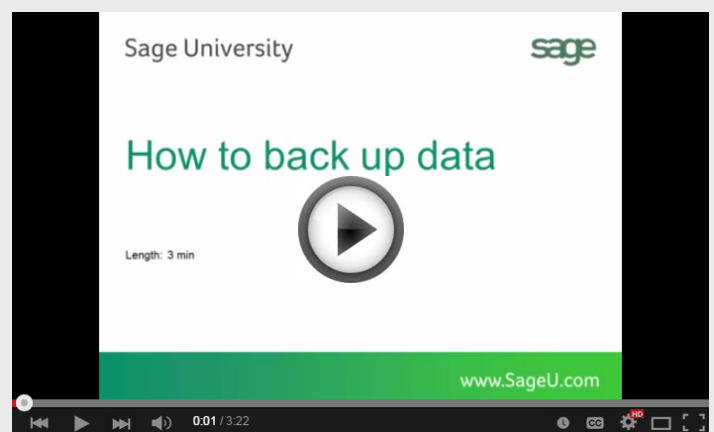 Sage University
sage
How to back up data
Length: 3 min
www.SageU.com
0:01 / 3:22
CC
HD